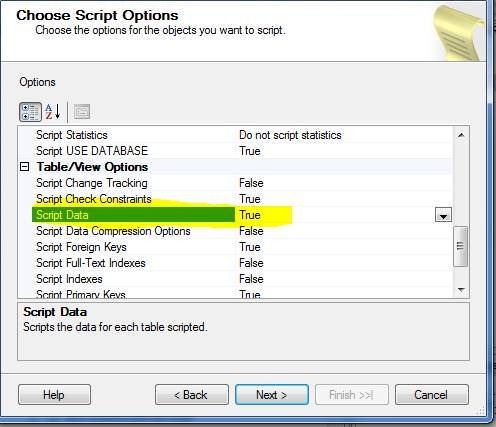 Choose Script Options
Choose the options for the objects you want to script.
Options
Script Statistics Do not script statistics
Script USE DATABASE True
Table/View Options
Script Change Tracking False
Script Check Constraints True
Script Data True
Script Data Compression Options False
Script Foreign Keys True
Script Full-Text Indexes False
Script Indexes False
Script Primary Keys True
Script Data
Scripts the data for each table scripted.
Help < Back Next > Finish >>| Cancel